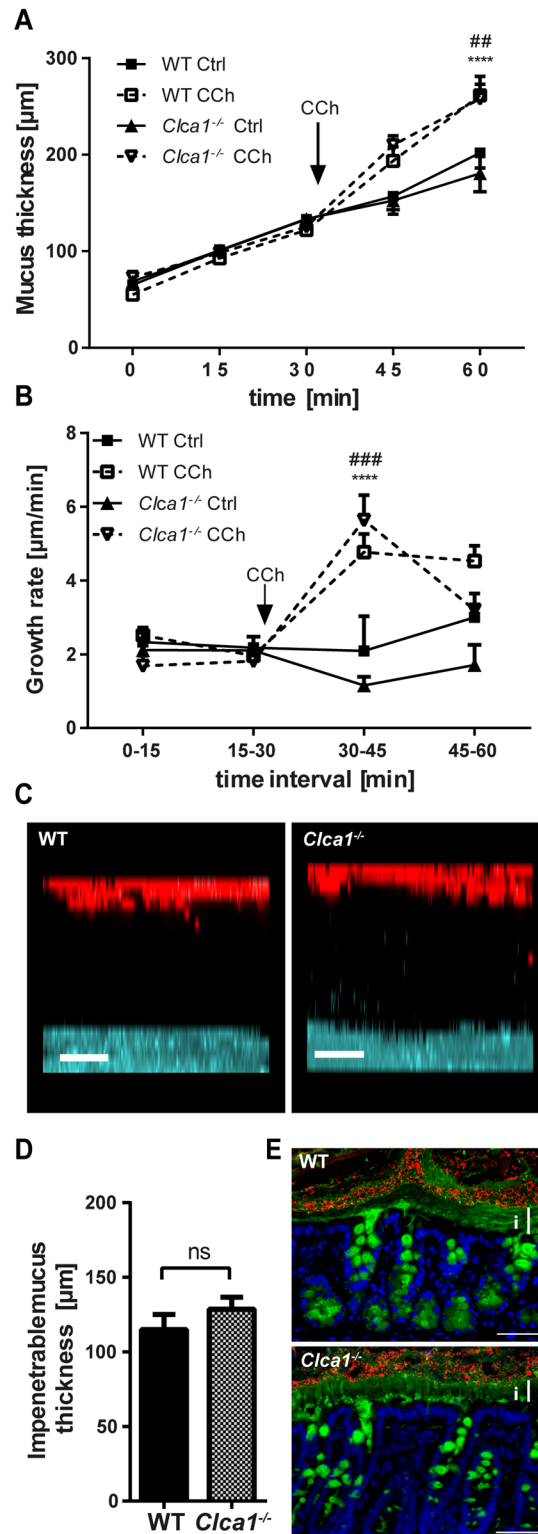 A
Mucus thickness [µm]
300
200
100
0
WT Ctrl
WT CCh
Clca1-/- Ctrl
Clca1-/- CCh
CCh
##
****
0 15 30 45 60
time [min]
B
Growth rate [µm/min]
8
6
4
2
0
WT Ctrl
WT CCh
Clca1-/- Ctrl
Clca1-/- CCh
CCh
###
****
0-15 15-30 30-45 45-60
time interval [min]
C
WT
Clca1-/-
D
Impenetrablemucus
thickness [µm]
200
150
100
50
0
ns
WT Clca1-/-
E
WT
i
Clca1-/-
i